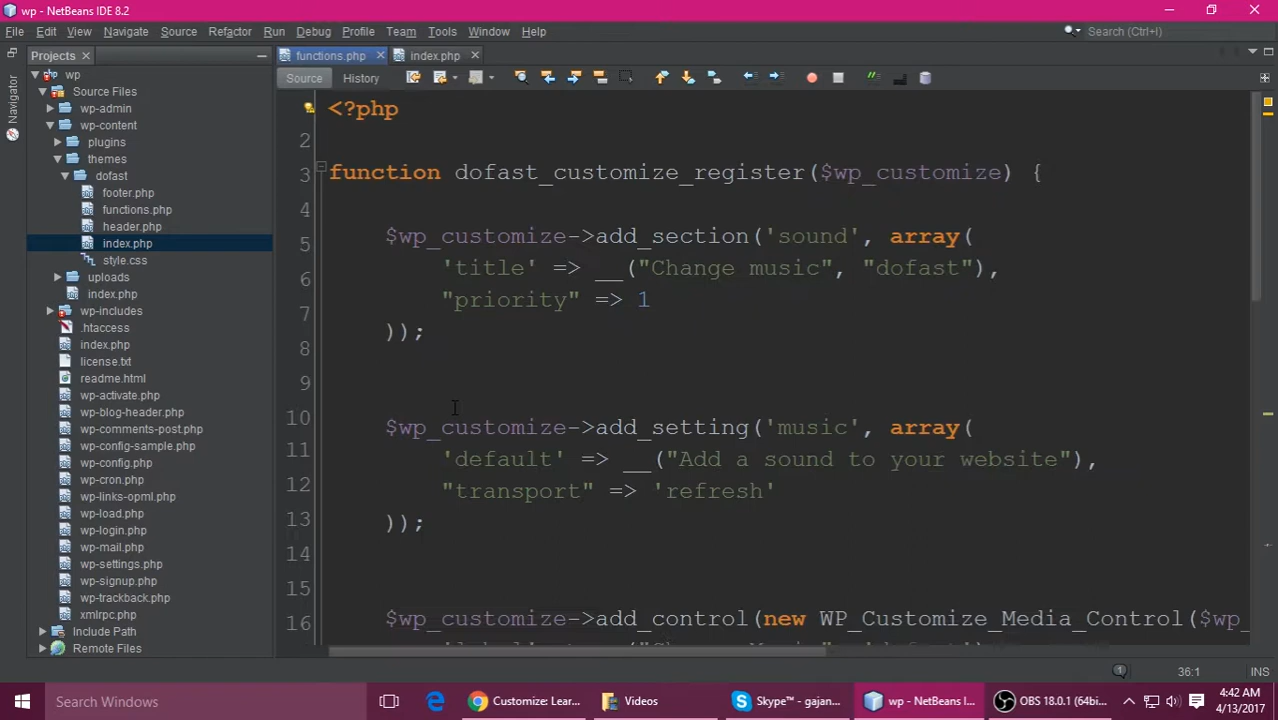 wp - NetBeans IDE 8.2
File Edit View Navigate Source Refactor Run Debug Profile Team Tools Window Help
Search (Ctrl+I)
Projects
functions.php
index.php
Navigator
Source
History
wp
Source Files
wp-admin
wp-content
plugins
themes
dofast
footer.php
functions.php
header.php
index.php
style.css
uploads
index.php
wp-includes
.htaccess
index.php
license.txt
readme.html
wp-activate.php
wp-blog-header.php
wp-comments-post.php
wp-config-sample.php
wp-config.php
wp-cron.php
wp-links-opml.php
wp-load.php
wp-login.php
wp-mail.php
wp-settings.php
wp-signup.php
wp-trackback.php
xmlrpc.php
Include Path
Remote Files
<?php
2
3 function dofast_customize_register($wp_customize) {
4
5 $wp_customize->add_section('sound', array(
6 'title' => __("Change music", "dofast"),
7 "priority" => 1
8 ));
9
10 $wp_customize->add_setting('music', array(
11 'default' => __("Add a sound to your website"),
12 "transport" => 'refresh'
13 ));
14
15
16 $wp_customize->add_control(new WP_Customize_Media_Control($wp_
1
36:1
INS
Search Windows
Customize: Lear...
Videos
Skype™ - gajan...
wp - NetBeans I...
OBS 18.0.1 (64bi...
4:42 AM
4/13/2017